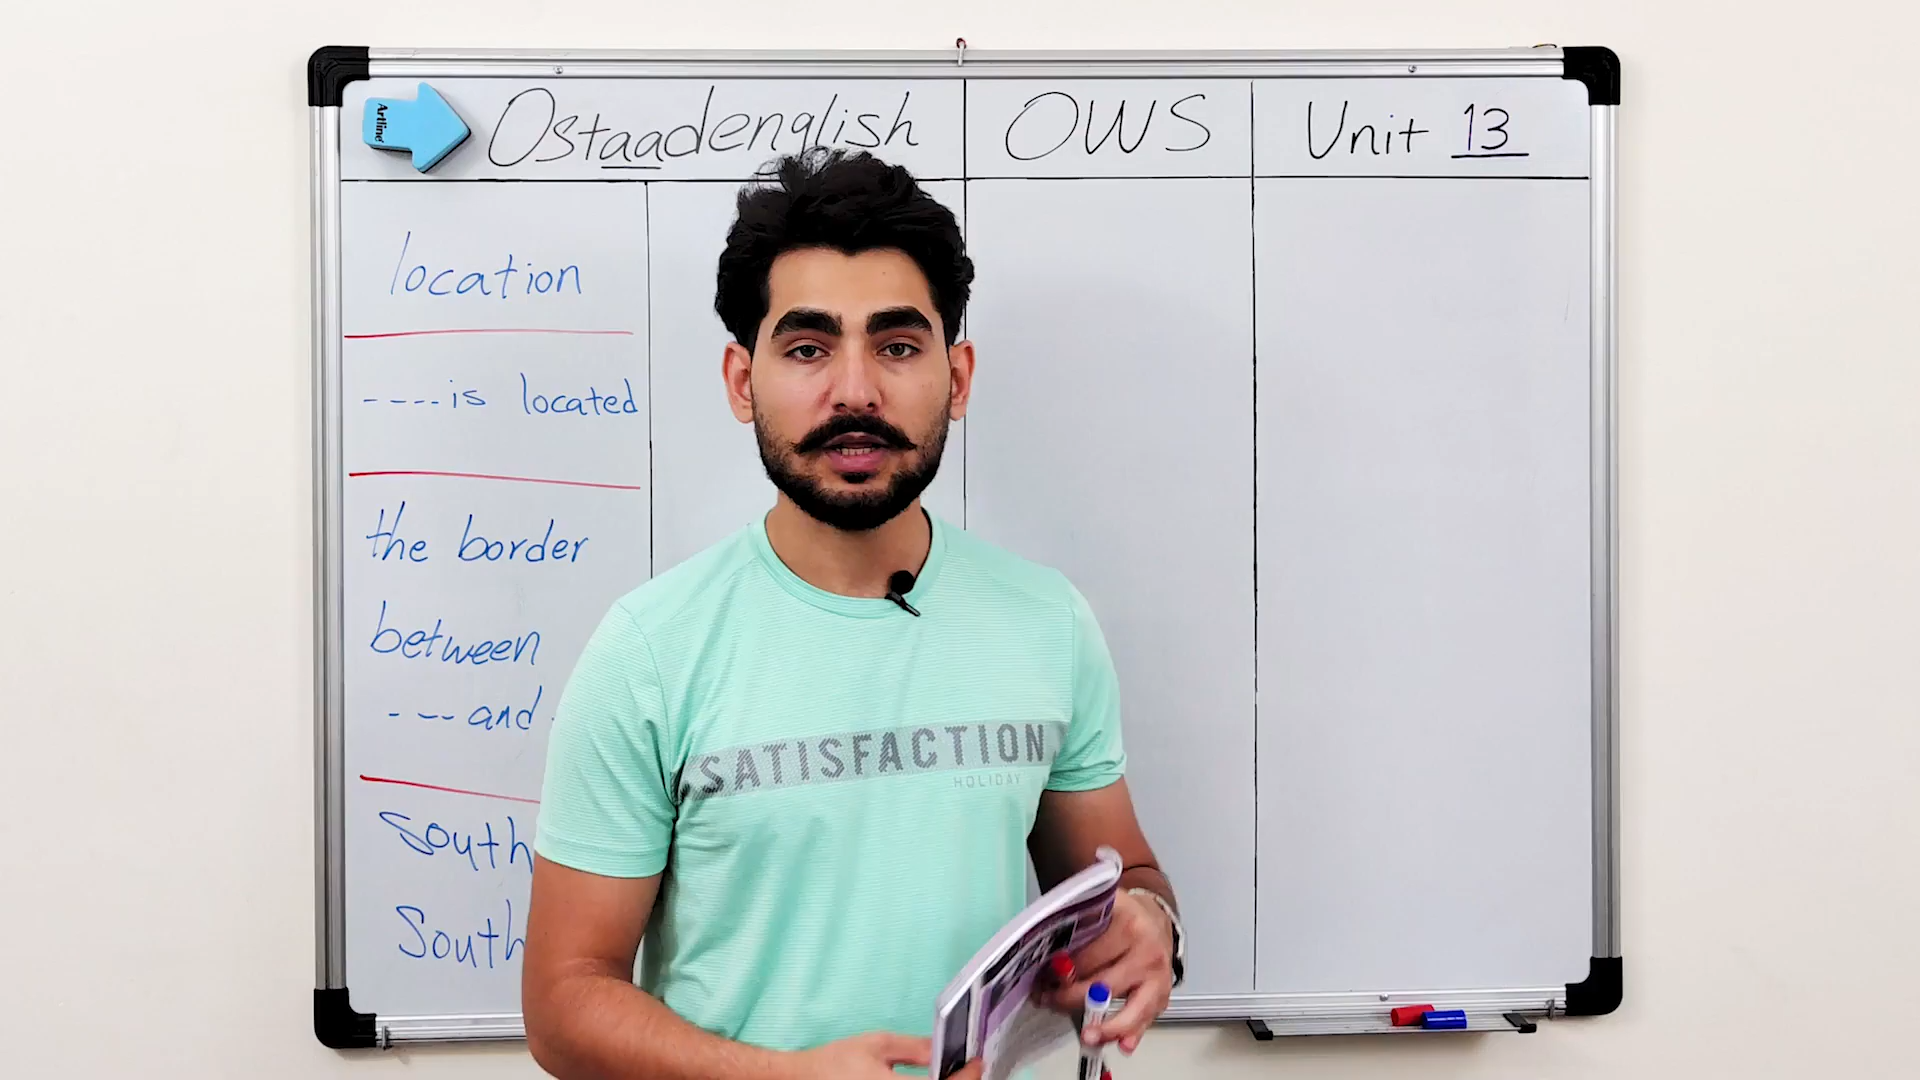 Artline
Ostaadenglish
OWS
Unit 13
location
----is located
the border
between
---and
South
South
SATISFACTION
HOLIDAY